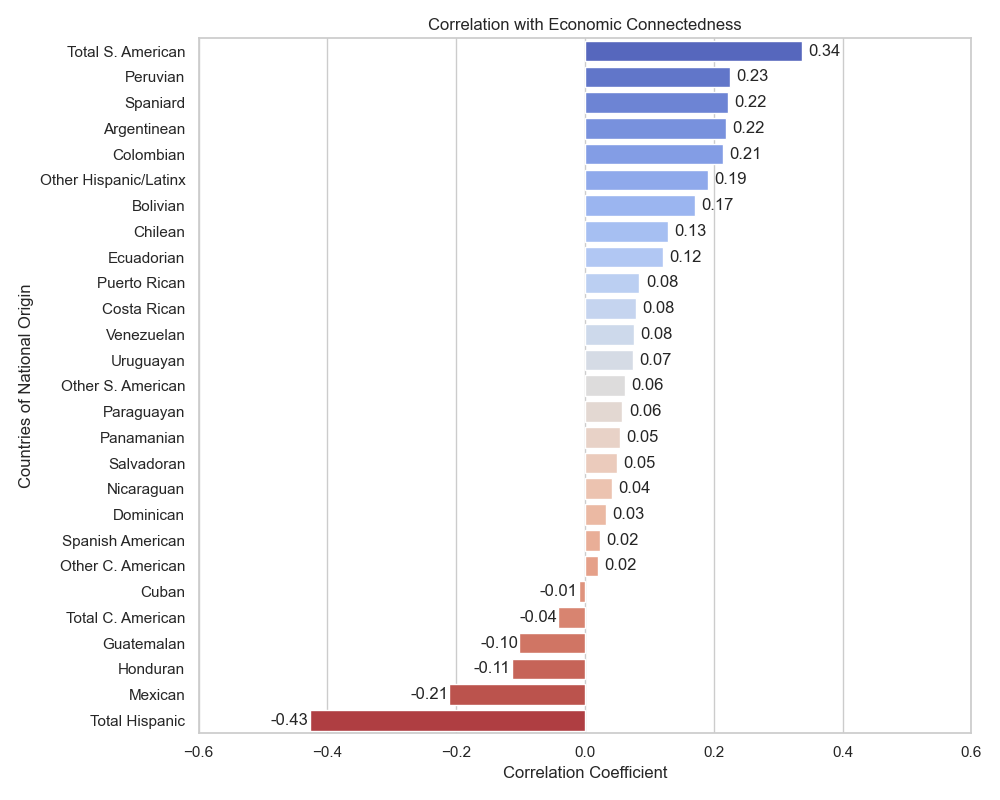 Correlation with Economic Connectedness
Total S. American 0.34
Peruvian 0.23
Spaniard 0.22
Argentinean 0.22
Colombian 0.21
Other Hispanic/Latinx 0.19
Bolivian 0.17
Chilean 0.13
Ecuadorian 0.12
Puerto Rican 0.08
Costa Rican 0.08
Venezuelan 0.08
Uruguayan 0.07
Other S. American 0.06
Paraguayan 0.06
Panamanian 0.05
Salvadoran 0.05
Nicaraguan 0.04
Dominican 0.03
Spanish American 0.02
Other C. American 0.02
Cuban -0.01
Total C. American -0.04
Guatemalan -0.10
Honduran -0.11
Mexican -0.21
Total Hispanic -0.43
Countries of National Origin
−0.6 −0.4 −0.2 0.0 0.2 0.4 0.6
Correlation Coefficient